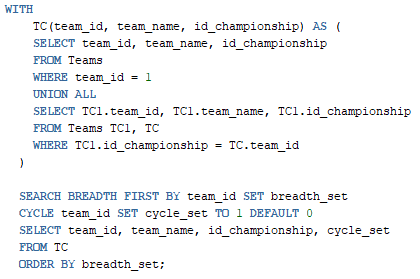 WITH
TC(team_id, team_name, id_championship) AS (
SELECT team_id, team_name, id_championship
FROM Teams
WHERE team_id = 1
UNION ALL
SELECT TC1.team_id, TC1.team_name, TC1.id_championship
FROM Teams TC1, TC
WHERE TC1.id_championship = TC.team_id
)
SEARCH BREADTH FIRST BY team_id SET breadth_set
CYCLE team_id SET cycle_set TO 1 DEFAULT 0
SELECT team_id, team_name, id_championship, cycle_set
FROM TC
ORDER BY breadth_set;